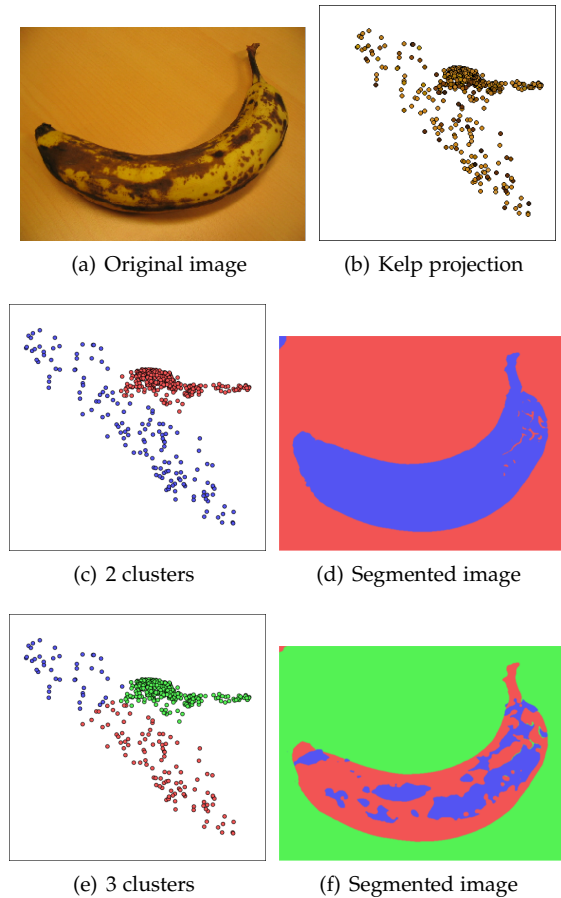 (a) Original image
(b) Kelp projection
(c) 2 clusters
(d) Segmented image
(e) 3 clusters
(f) Segmented image